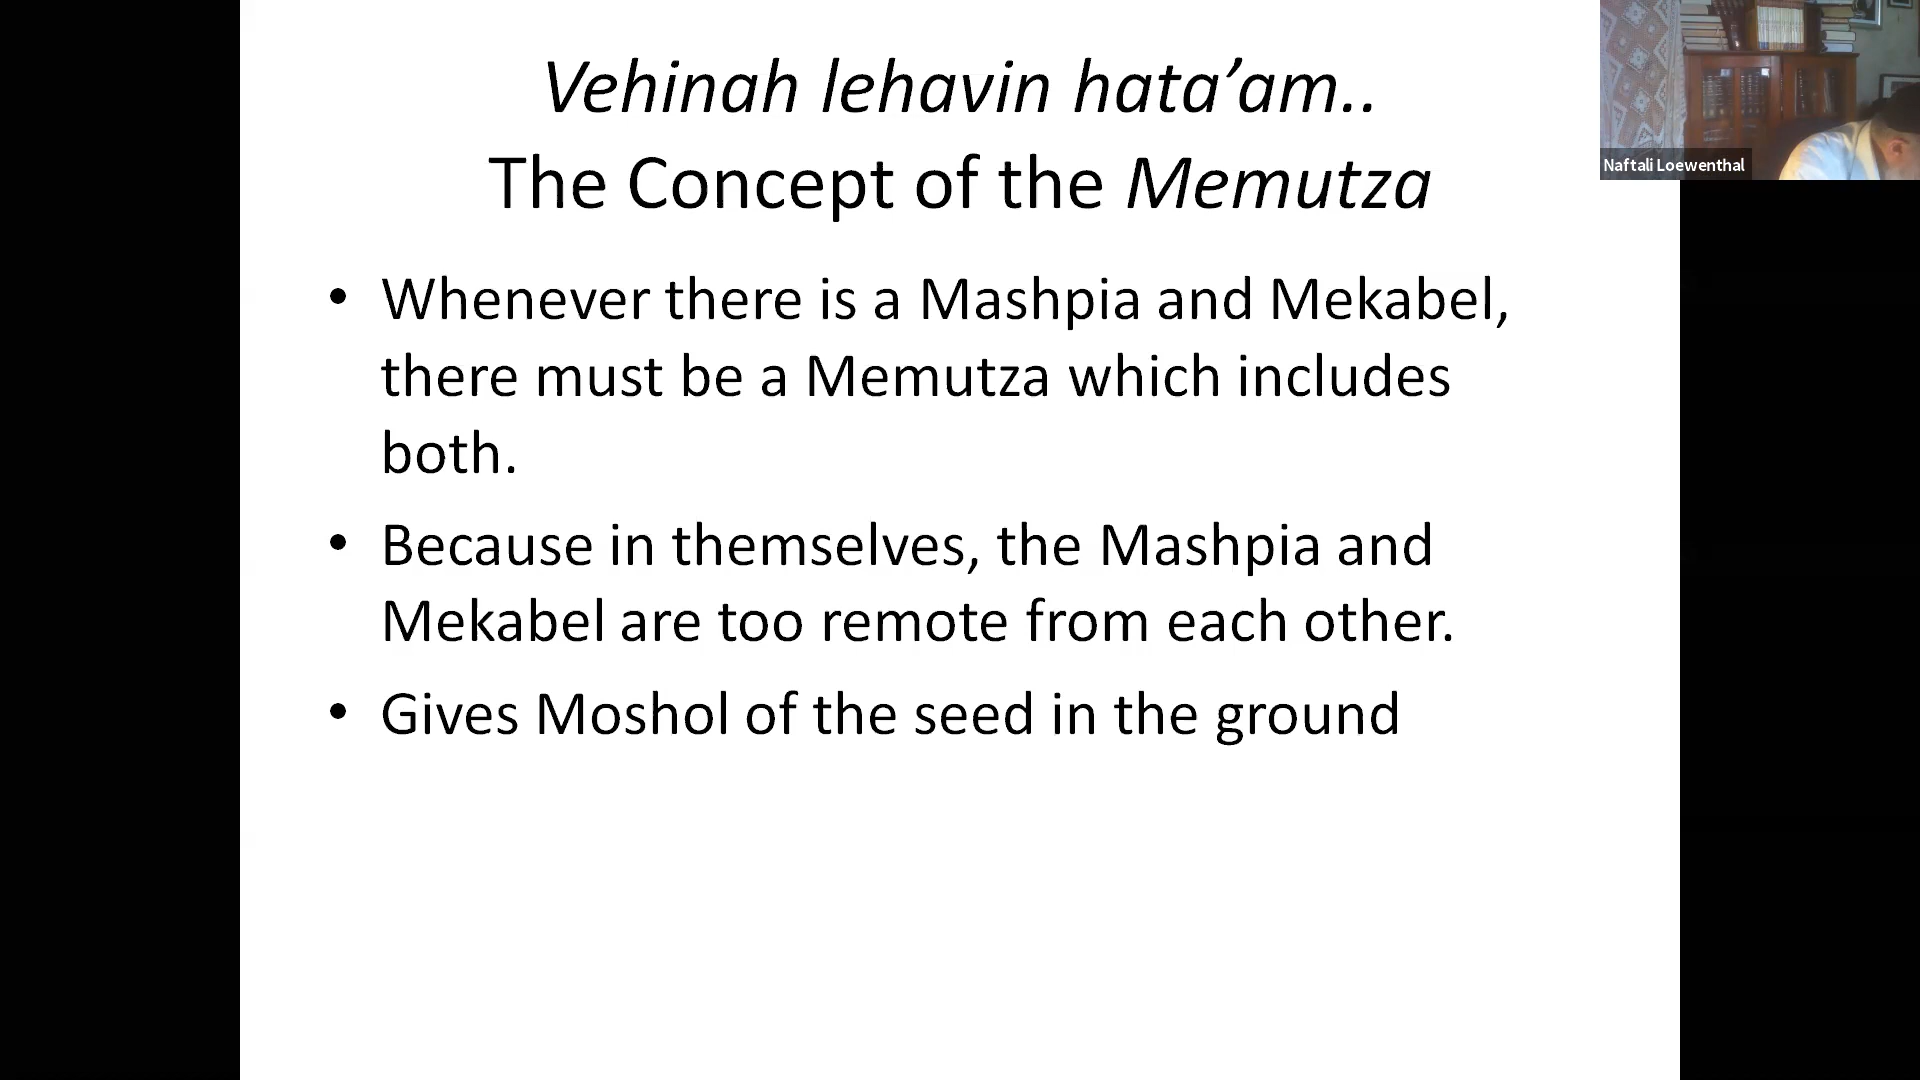 Vehinah lehavin hata’am..
The Concept of the Memutza
• Whenever there is a Mashpia and Mekabel,
there must be a Memutza which includes
both.
• Because in themselves, the Mashpia and
Mekabel are too remote from each other.
• Gives Moshol of the seed in the ground
Naftali Loewenthal